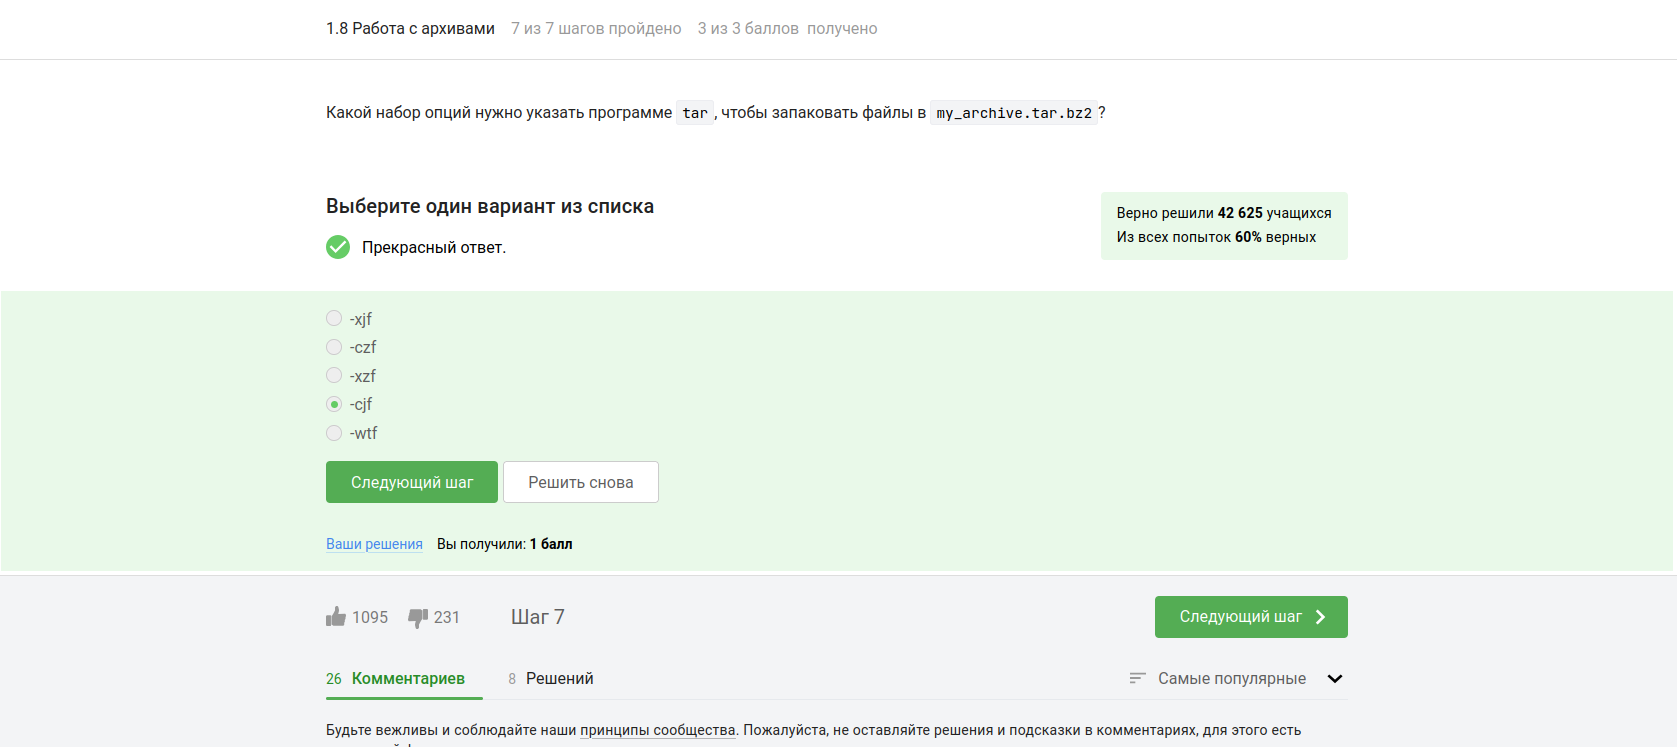 1.8 Работа с архивами 7 из 7 шагов пройдено 3 из 3 баллов получено
Какой набор опций нужно указать программе tar, чтобы запаковать файлы в my_archive.tar.bz2?
Выберите один вариант из списка
Прекрасный ответ.
Верно решили 42 625 учащихся
Из всех попыток 60% верных
-xjf
-czf
-xzf
-cjf
-wtf
Следующий шаг Решить снова
Ваши решения Вы получили: 1 балл
1095 231 Шаг 7 Следующий шаг
26 Комментариев 8 Решений Самые популярные
Будьте вежливы и соблюдайте наши принципы сообщества. Пожалуйста, не оставляйте решения и подсказки в комментариях, для этого есть